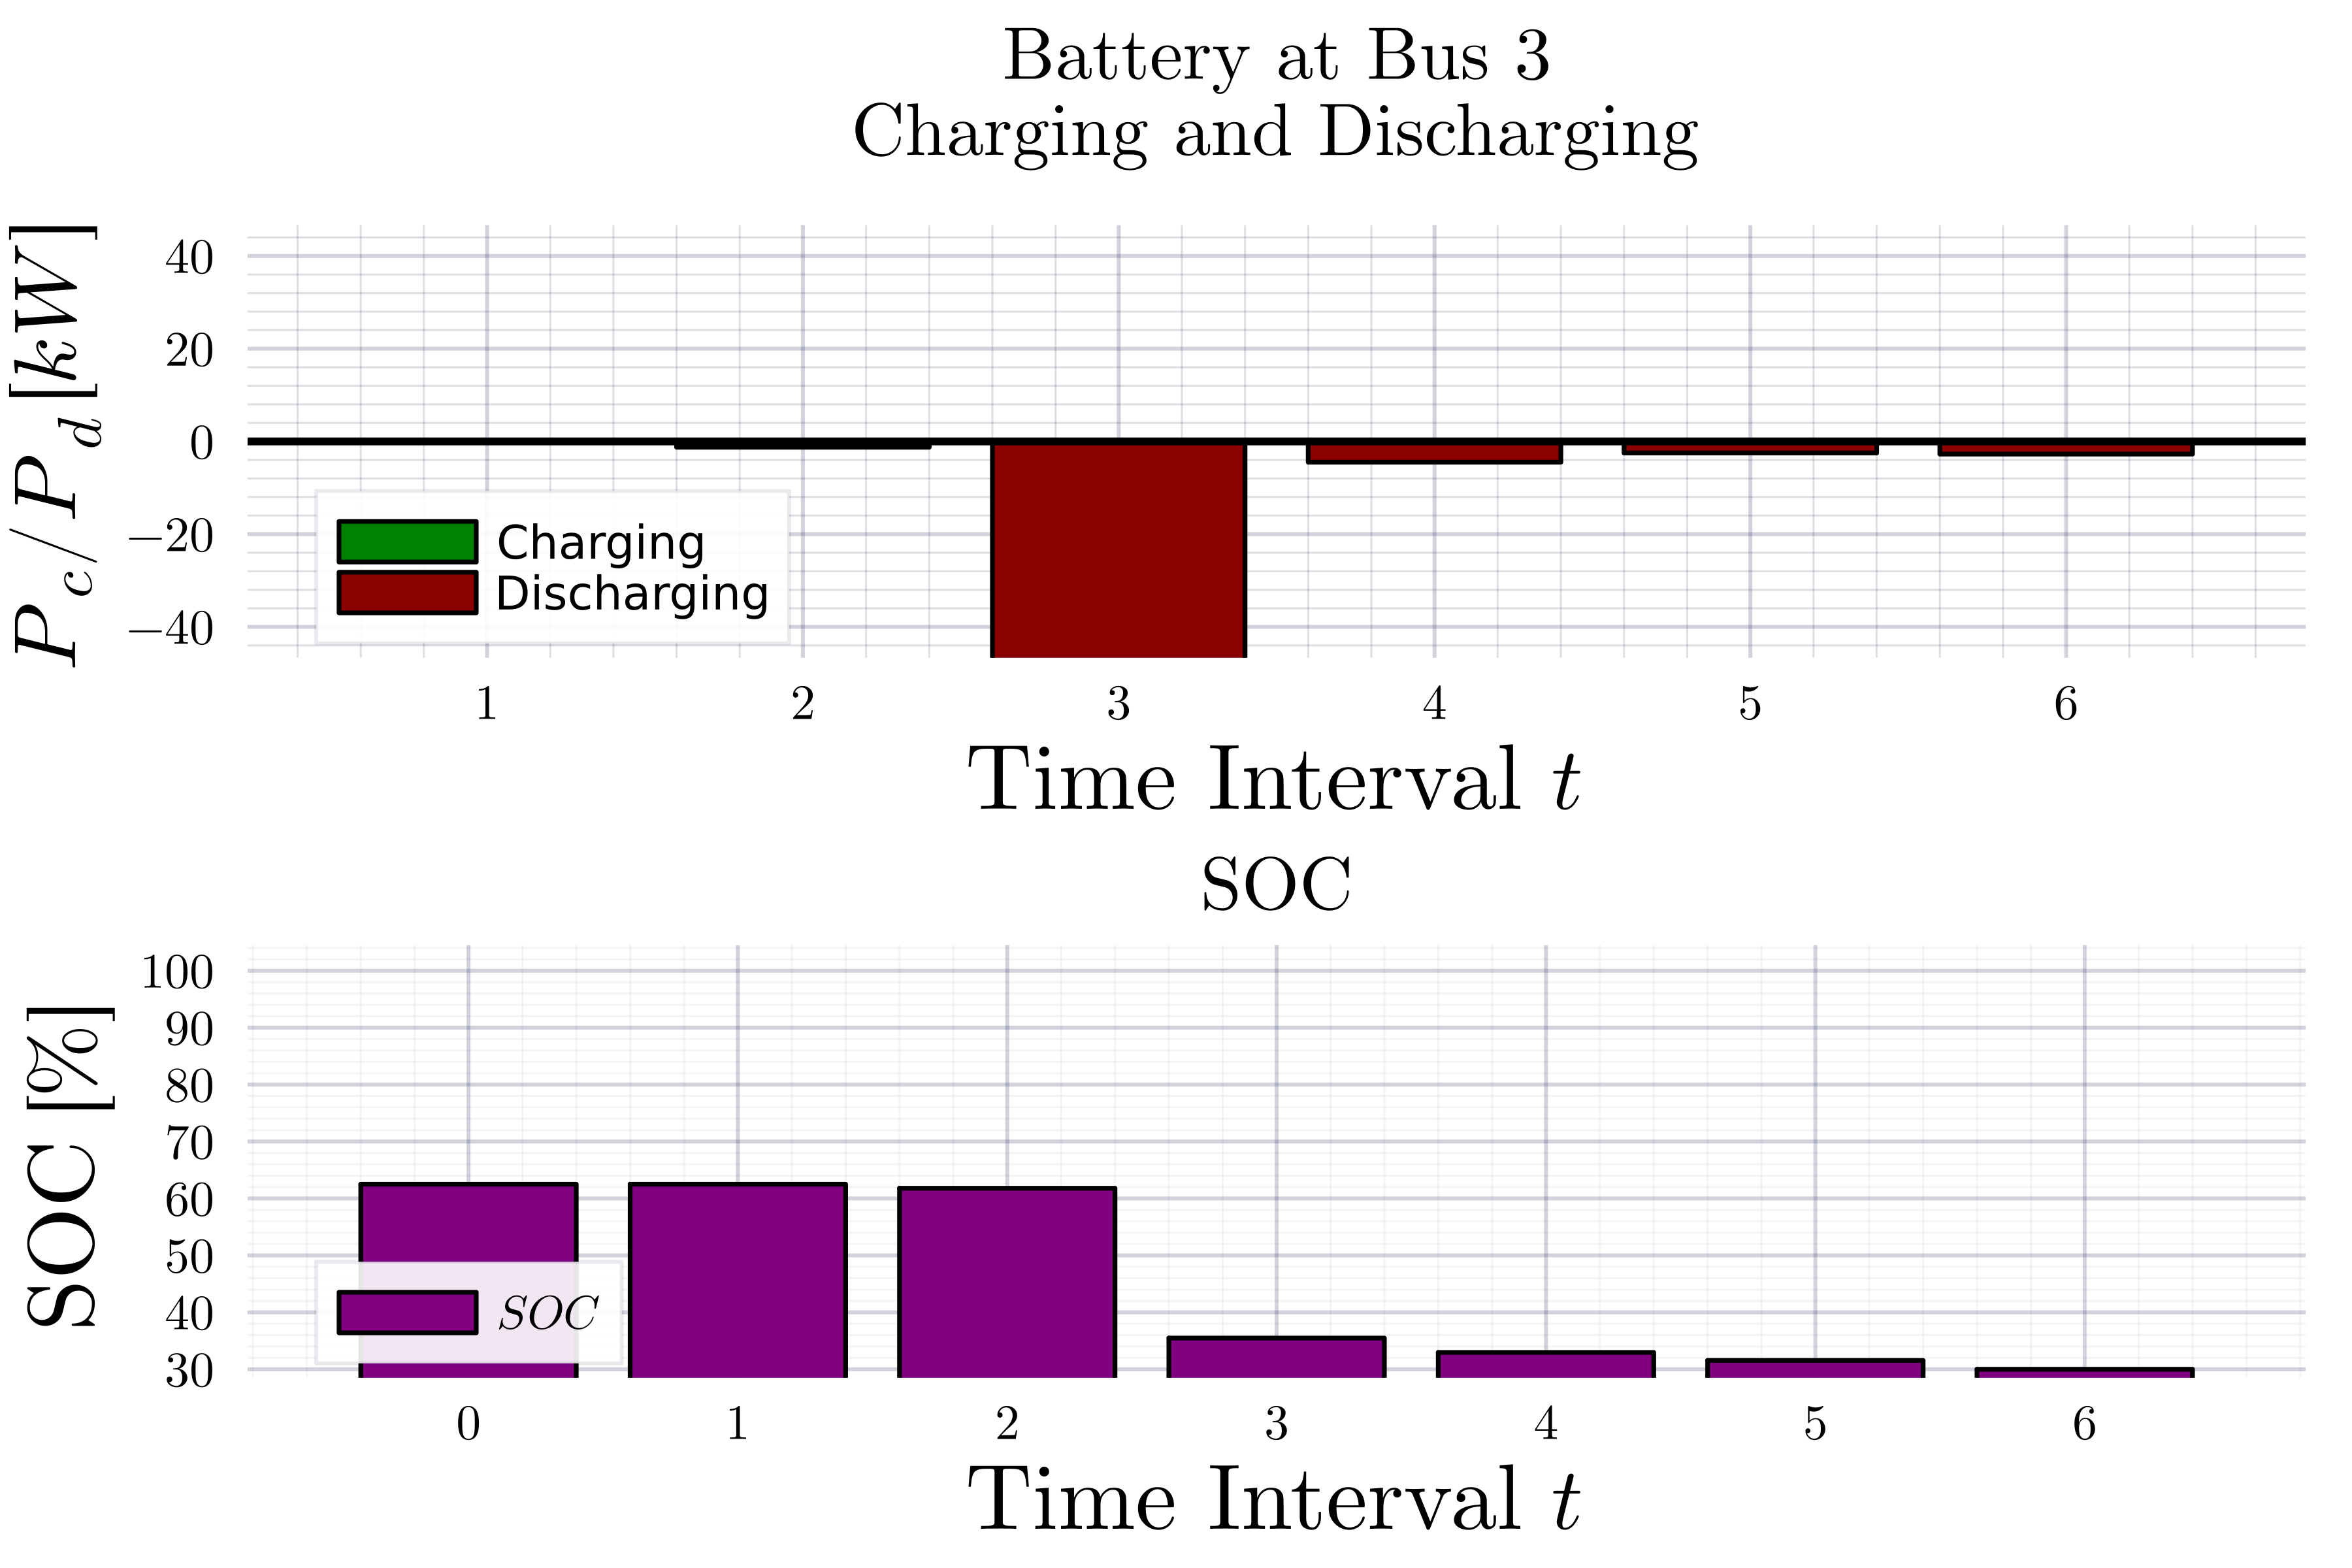 Battery at Bus 3
Charging and Discharging
P_c/P_d[kW]
40
20
0
−20
−40
Charging
Discharging
1 2 3 4 5 6
Time Interval t
SOC
SOC [%]
100
90
80
70
60
50
40
30
SOC
0 1 2 3 4 5 6
Time Interval t